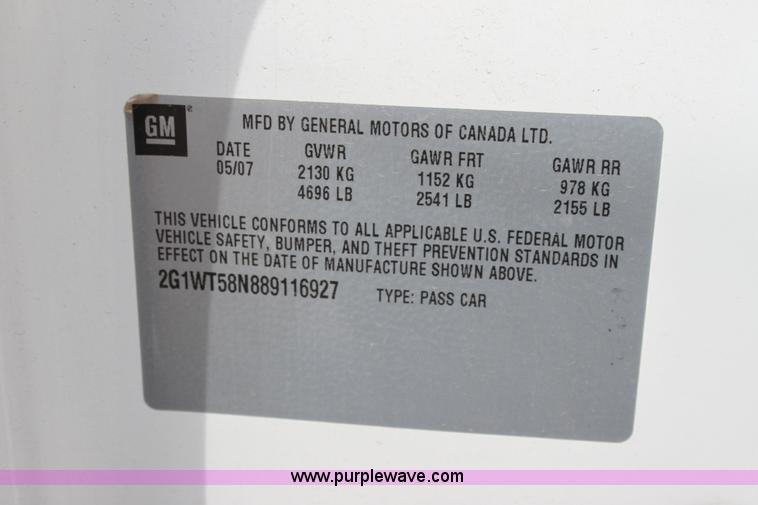 GM
MFD BY GENERAL MOTORS OF CANADA LTD.
DATE GVWR GAWR FRT GAWR RR
05/07 2130 KG 1152 KG 978 KG
4696 LB 2541 LB 2155 LB
THIS VEHICLE CONFORMS TO ALL APPLICABLE U.S. FEDERAL MOTOR
VEHICLE SAFETY, BUMPER, AND THEFT PREVENTION STANDARDS IN
EFFECT ON THE DATE OF MANUFACTURE SHOWN ABOVE.
2G1WT58N889116927 TYPE: PASS CAR
www.purplewave.com